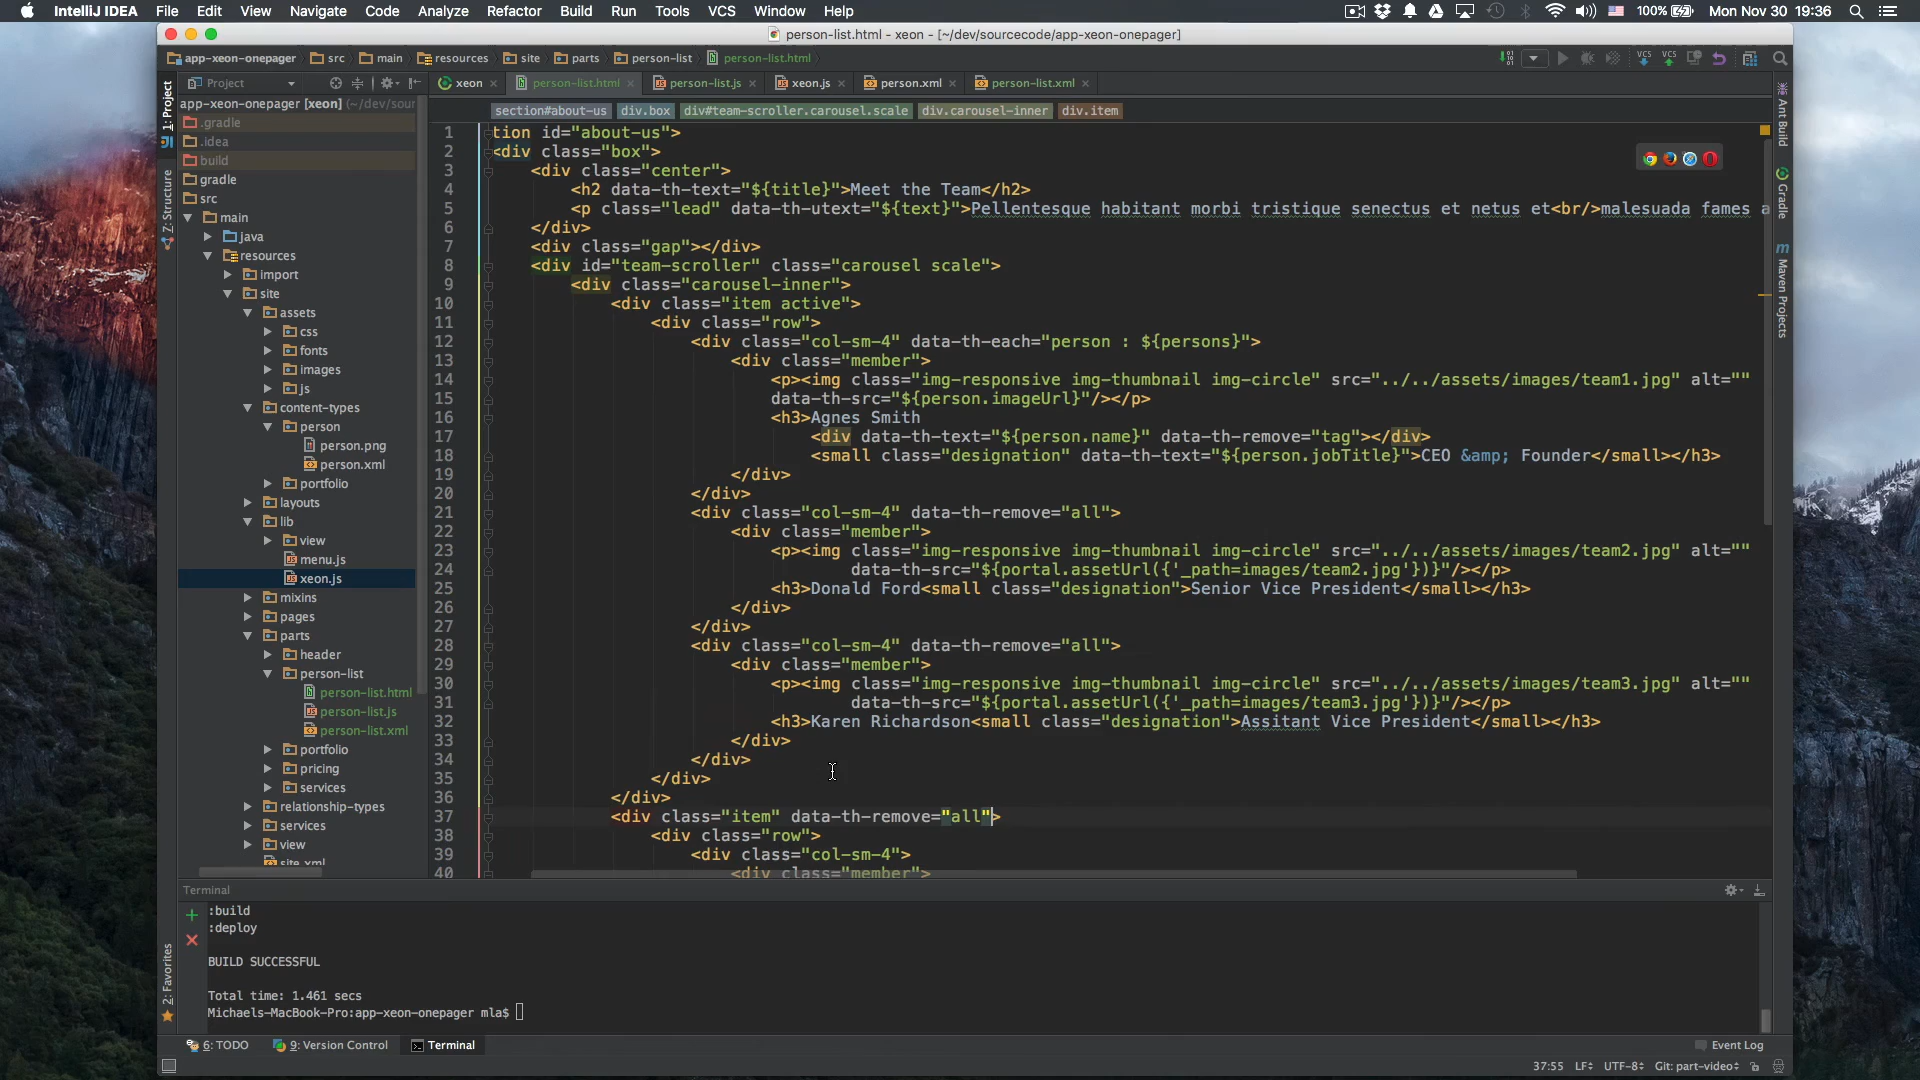 IntelliJ IDEA File Edit View Navigate Code Analyze Refactor Build Run Tools VCS Window Help 100% Mon Nov 30 19:36
person-list.html - xeon - [~/dev/sourcecode/app-xeon-onepager]
app-xeon-onepager src main resources site parts person-list person-list.html
Project xeon person-list.html person-list.js xeon.js person.xml person-list.xml
section#about-us div.box div#team-scroller.carousel.scale div.carousel-inner div.item
1: Project
Z: Structure
2: Favorites
app-xeon-onepager [xeon] (~/dev/sour
.gradle
.idea
build
gradle
src
main
java
resources
import
site
assets
css
fonts
images
js
content-types
person
person.png
person.xml
portfolio
layouts
lib
view
menu.js
xeon.js
mixins
pages
parts
header
person-list
person-list.html
person-list.js
person-list.xml
portfolio
pricing
services
relationship-types
services
view
site.xml
1 tion id="about-us">
2 <div class="box">
3 <div class="center">
4 <h2 data-th-text="${title}">Meet the Team</h2>
5 <p class="lead" data-th-utext="${text}">Pellentesque habitant morbi tristique senectus et netus et<br/>malesuada fames a
6 </div>
7 <div class="gap"></div>
8 <div id="team-scroller" class="carousel scale">
9 <div class="carousel-inner">
10 <div class="item active">
11 <div class="row">
12 <div class="col-sm-4" data-th-each="person : ${persons}">
13 <div class="member">
14 <p><img class="img-responsive img-thumbnail img-circle" src="../../assets/images/team1.jpg" alt=""
15 data-th-src="${person.imageUrl}"/></p>
16 <h3>Agnes Smith
17 <div data-th-text="${person.name}" data-th-remove="tag"></div>
18 <small class="designation" data-th-text="${person.jobTitle}">CEO &amp; Founder</small></h3>
19 </div>
20 </div>
21 <div class="col-sm-4" data-th-remove="all">
22 <div class="member">
23 <p><img class="img-responsive img-thumbnail img-circle" src="../../assets/images/team2.jpg" alt=""
24 data-th-src="${portal.assetUrl({'_path=images/team2.jpg'})}"/></p>
25 <h3>Donald Ford<small class="designation">Senior Vice President</small></h3>
26 </div>
27 </div>
28 <div class="col-sm-4" data-th-remove="all">
29 <div class="member">
30 <p><img class="img-responsive img-thumbnail img-circle" src="../../assets/images/team3.jpg" alt=""
31 data-th-src="${portal.assetUrl({'_path=images/team3.jpg'})}"/></p>
32 <h3>Karen Richardson<small class="designation">Assitant Vice President</small></h3>
33 </div>
34 </div>
35 </div>
36 </div>
37 <div class="item" data-th-remove="all">
38 <div class="row">
39 <div class="col-sm-4">
40 <div class="member">
Ant Build
Gradle
Maven Projects
Terminal
:build
:deploy
BUILD SUCCESSFUL
Total time: 1.461 secs
Michaels-MacBook-Pro:app-xeon-onepager mla$
6: TODO 9: Version Control Terminal Event Log
37:55 LF UTF-8 Git: part-video